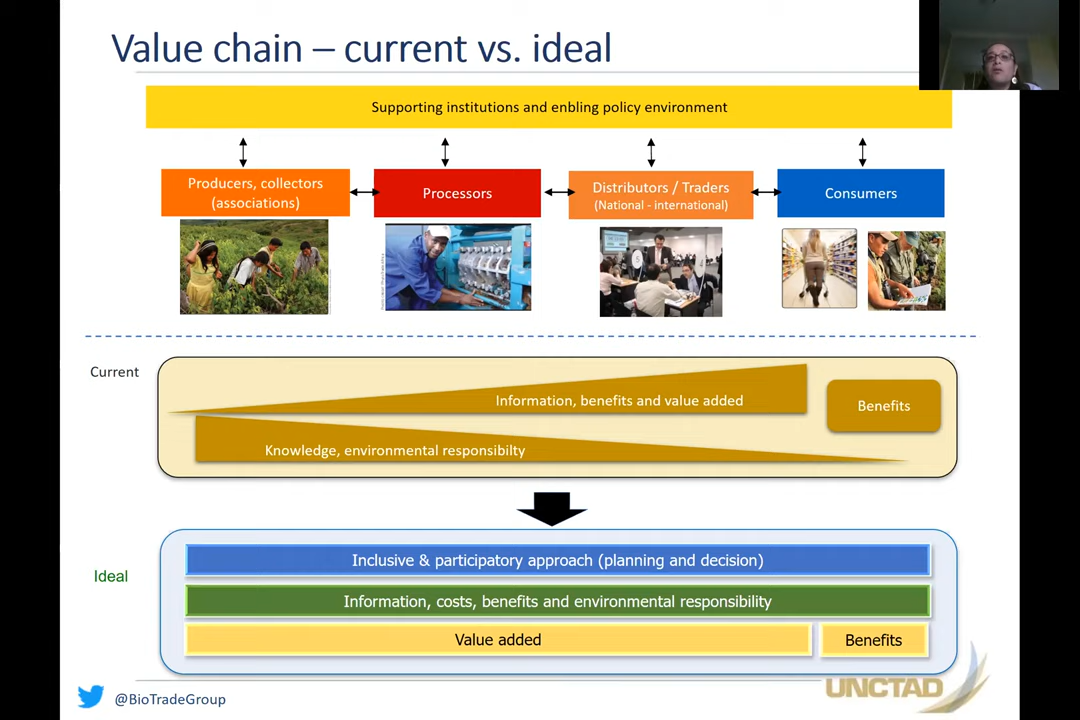 Value chain – current vs. ideal
Supporting institutions and enbling policy environment
Producers, collectors
(associations)
Processors
Distributors / Traders
(National - international)
Consumers
Current
Information, benefits and value added
Benefits
Knowledge, environmental responsibilty
Ideal
Inclusive & participatory approach (planning and decision)
Information, costs, benefits and environmental responsibility
Value added
Benefits
@BioTradeGroup
UNCTAD